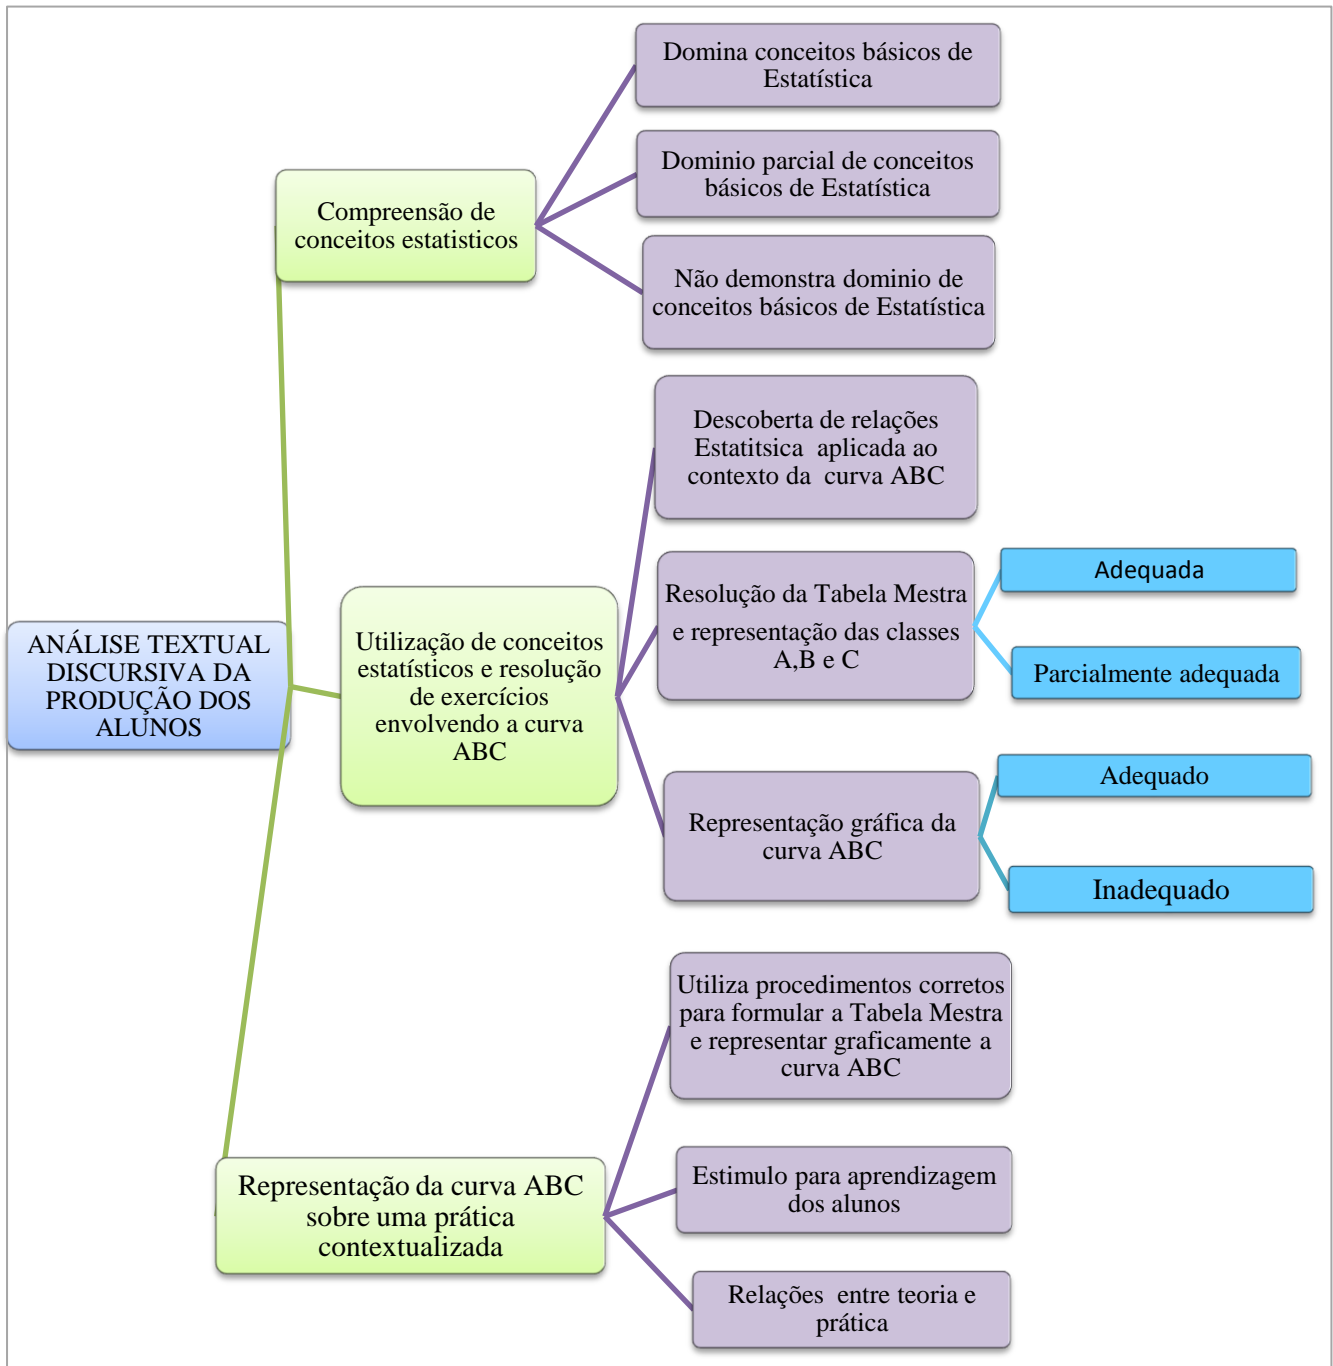 Domina conceitos básicos de
Estatística
Dominio parcial de conceitos
básicos de Estatística
Compreensão de
conceitos estatisticos
Não demonstra dominio de
conceitos básicos de Estatística
Descoberta de relações
Estatitsica aplicada ao
contexto da curva ABC
ANÁLISE TEXTUAL
DISCURSIVA DA
PRODUÇÃO DOS
ALUNOS
Utilização de conceitos
estatísticos e resolução
de exercícios
envolvendo a curva
ABC
Resolução da Tabela Mestra
e representação das classes
A,B e C
Adequada
Parcialmente adequada
Representação gráfica da
curva ABC
Adequado
Inadequado
Utiliza procedimentos corretos
para formular a Tabela Mestra
e representar graficamente a
curva ABC
Representação da curva ABC
sobre uma prática
contextualizada
Estimulo para aprendizagem
dos alunos
Relações entre teoria e
prática